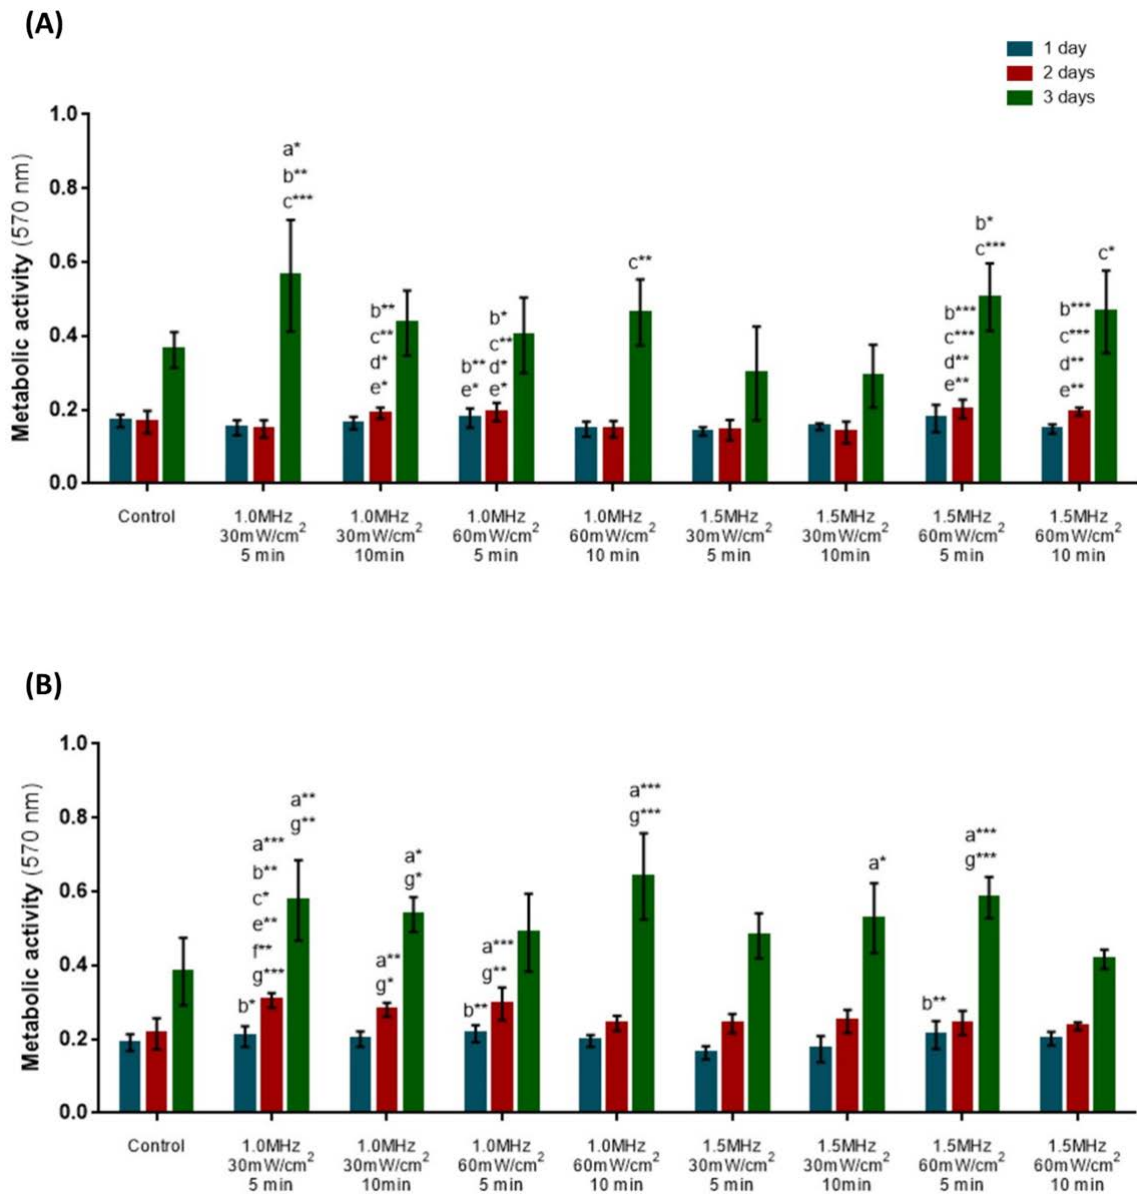 (A)
1 day
2 days
3 days
Metabolic activity (570 nm)
1.0
0.8
0.6
0.4
0.2
0.0
a*
b**
c***
b**
c**
d*
e*
b**
e*
b*
c**
d*
e*
c**
b***
c***
d**
e**
b*
c***
b***
c***
d**
e**
c*
Control
1.0MHz
30mW/cm²
5 min
1.0MHz
30mW/cm²
10min
1.0MHz
60mW/cm²
5 min
1.0MHz
60mW/cm²
10 min
1.5MHz
30mW/cm²
5 min
1.5MHz
30mW/cm²
10min
1.5MHz
60mW/cm²
5 min
1.5MHz
60mW/cm²
10 min
(B)
Metabolic activity (570 nm)
1.0
0.8
0.6
0.4
0.2
0.0
b*
a***
b**
c*
e**
f**
g***
a**
g**
a**
g*
a*
g*
b**
a***
g**
a***
g***
a*
b**
a***
g***
Control
1.0MHz
30mW/cm²
5 min
1.0MHz
30mW/cm²
10min
1.0MHz
60mW/cm²
5 min
1.0MHz
60mW/cm²
10 min
1.5MHz
30mW/cm²
5 min
1.5MHz
30mW/cm²
10 min
1.5MHz
60mW/cm²
5 min
1.5MHz
60mW/cm²
10 min